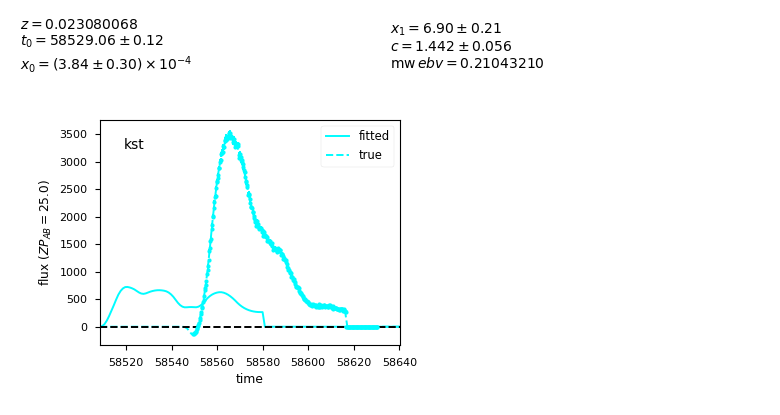 z = 0.023080068
t₀ = 58529.06 ± 0.12
x₀ = (3.84 ± 0.30) × 10⁻⁴
x₁ = 6.90 ± 0.21
c = 1.442 ± 0.056
mw ebv = 0.21043210
kst
fitted
true
3500
3000
2500
2000
1500
1000
500
0
flux (ZP_AB = 25.0)
58520 58540 58560 58580 58600 58620 58640
time